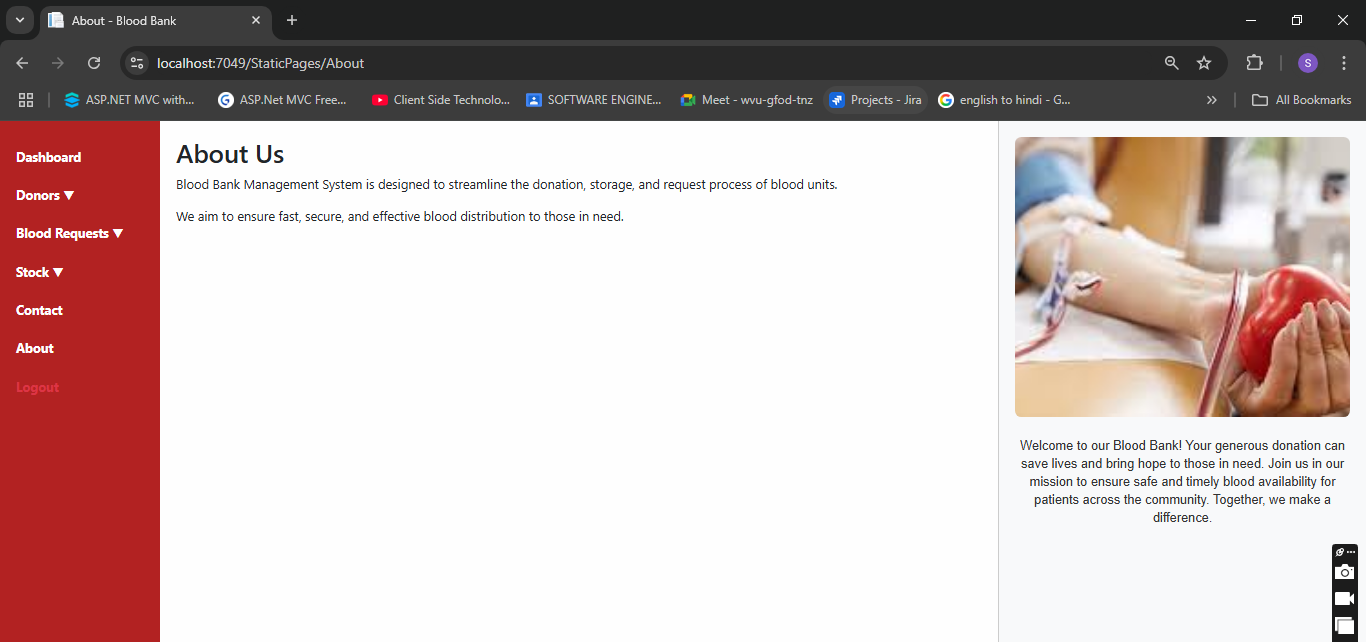 About - Blood Bank
localhost:7049/StaticPages/About
S
ASP.NET MVC with...
ASP.Net MVC Free...
Client Side Technolo...
SOFTWARE ENGINE...
Meet - wvu-gfod-tnz
Projects - Jira
english to hindi - G...
All Bookmarks
Dashboard
Donors ▼
Blood Requests ▼
Stock ▼
Contact
About
Logout
About Us
Blood Bank Management System is designed to streamline the donation, storage, and request process of blood units.
We aim to ensure fast, secure, and effective blood distribution to those in need.
Welcome to our Blood Bank! Your generous donation can
save lives and bring hope to those in need. Join us in our
mission to ensure safe and timely blood availability for
patients across the community. Together, we make a
difference.